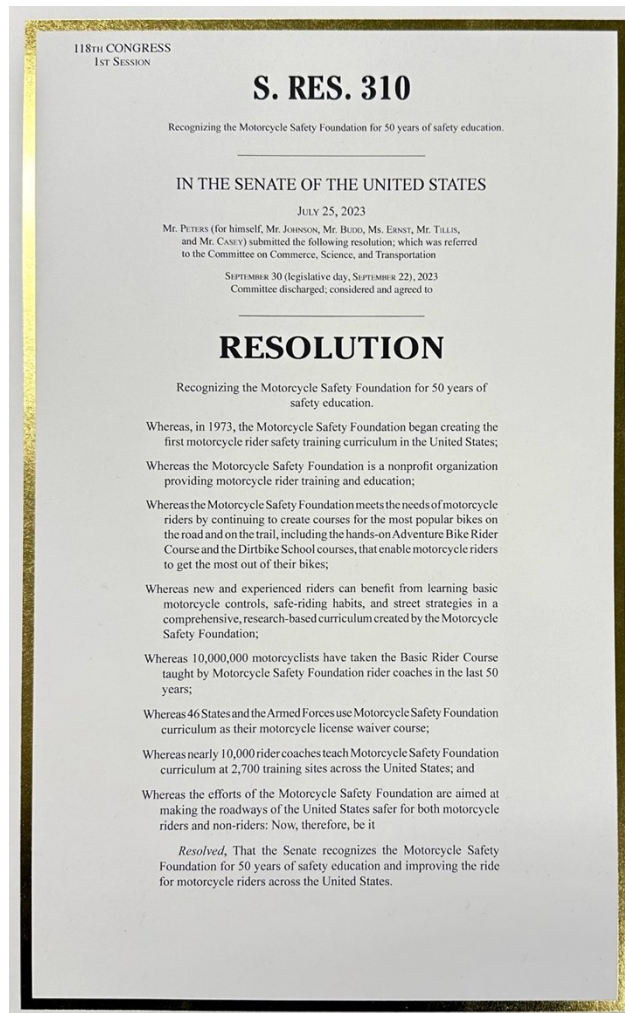 118TH CONGRESS
1ST SESSION
S. RES. 310
Recognizing the Motorcycle Safety Foundation for 50 years of safety education.
IN THE SENATE OF THE UNITED STATES
JULY 25, 2023
Mr. PETERS (for himself, Mr. JOHNSON, Mr. BUDD, Ms. ERNST, Mr. TILLIS,
and Mr. CASEY) submitted the following resolution; which was referred
to the Committee on Commerce, Science, and Transportation
SEPTEMBER 30 (legislative day, SEPTEMBER 22), 2023
Committee discharged; considered and agreed to
RESOLUTION
Recognizing the Motorcycle Safety Foundation for 50 years of
safety education.
Whereas, in 1973, the Motorcycle Safety Foundation began creating the
first motorcycle rider safety training curriculum in the United States;
Whereas the Motorcycle Safety Foundation is a nonprofit organization
providing motorcycle rider training and education;
Whereas the Motorcycle Safety Foundation meets the needs of motorcycle
riders by continuing to create courses for the most popular bikes on
the road and on the trail, including the hands-on Adventure Bike Rider
Course and the Dirtbike School courses, that enable motorcycle riders
to get the most out of their bikes;
Whereas new and experienced riders can benefit from learning basic
motorcycle controls, safe-riding habits, and street strategies in a
comprehensive, research-based curriculum created by the Motorcycle
Safety Foundation;
Whereas 10,000,000 motorcyclists have taken the Basic Rider Course
taught by Motorcycle Safety Foundation rider coaches in the last 50
years;
Whereas 46 States and the Armed Forces use Motorcycle Safety Foundation
curriculum as their motorcycle license waiver course;
Whereas nearly 10,000 rider coaches teach Motorcycle Safety Foundation
curriculum at 2,700 training sites across the United States; and
Whereas the efforts of the Motorcycle Safety Foundation are aimed at
making the roadways of the United States safer for both motorcycle
riders and non-riders: Now, therefore, be it
Resolved, That the Senate recognizes the Motorcycle Safety
Foundation for 50 years of safety education and improving the ride
for motorcycle riders across the United States.